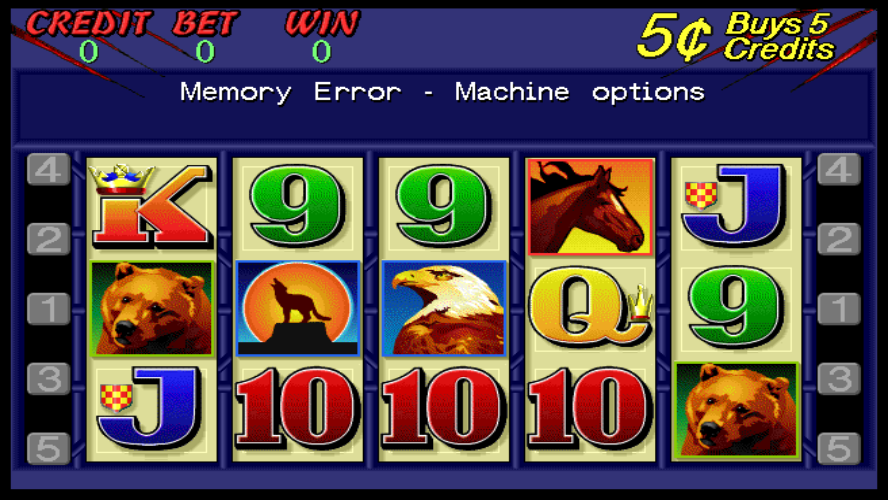 CREDIT BET WIN
0 0 0
5¢ Buys 5
Credits
Memory Error - Machine options
4 K 9 9 J 4
2 2
1 Q 9 1
3 J 10 10 10 3
5 5